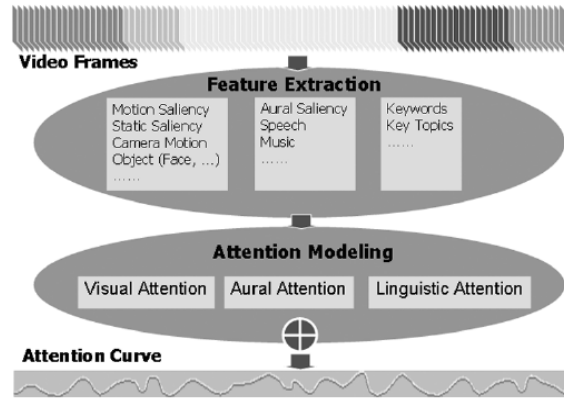 Video Frames
Feature Extraction
Motion Saliency
Static Saliency
Camera Motion
Object (Face, ...)
......
Aural Saliency
Speech
Music
......
Keywords
Key Topics
......
Attention Modeling
Visual Attention
Aural Attention
Linguistic Attention
Attention Curve